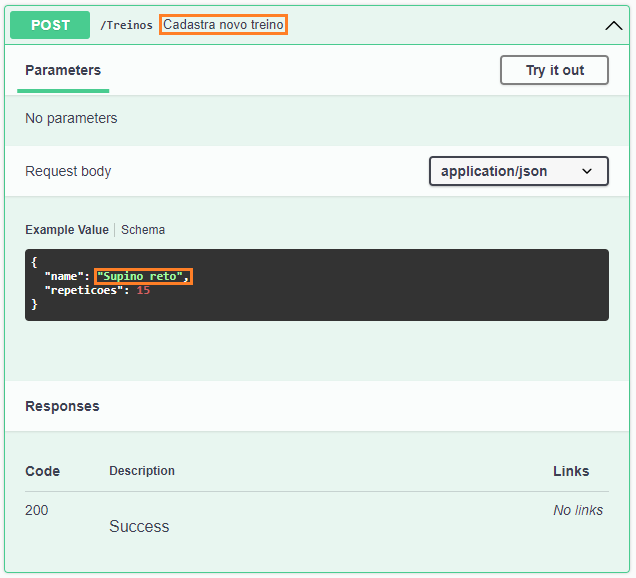 POST /Treinos Cadastra novo treino
Parameters Try it out
No parameters
Request body application/json
Example Value Schema
{
"name": "Supino reto",
"repeticoes": 15
}
Responses
Code Description Links
200 Success No links